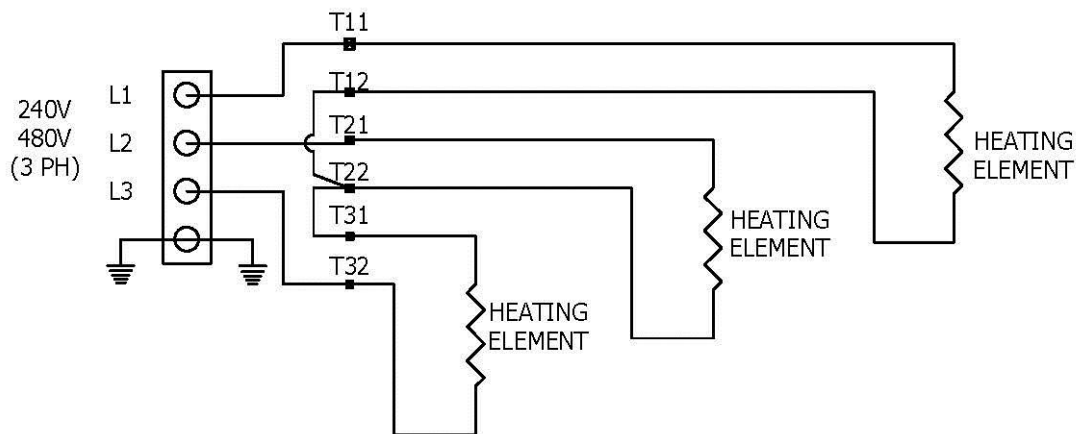 240V
480V
(3 PH)
L1
L2
L3
T11
T12
T21
T22
T31
T32
HEATING
ELEMENT
HEATING
ELEMENT
HEATING
ELEMENT